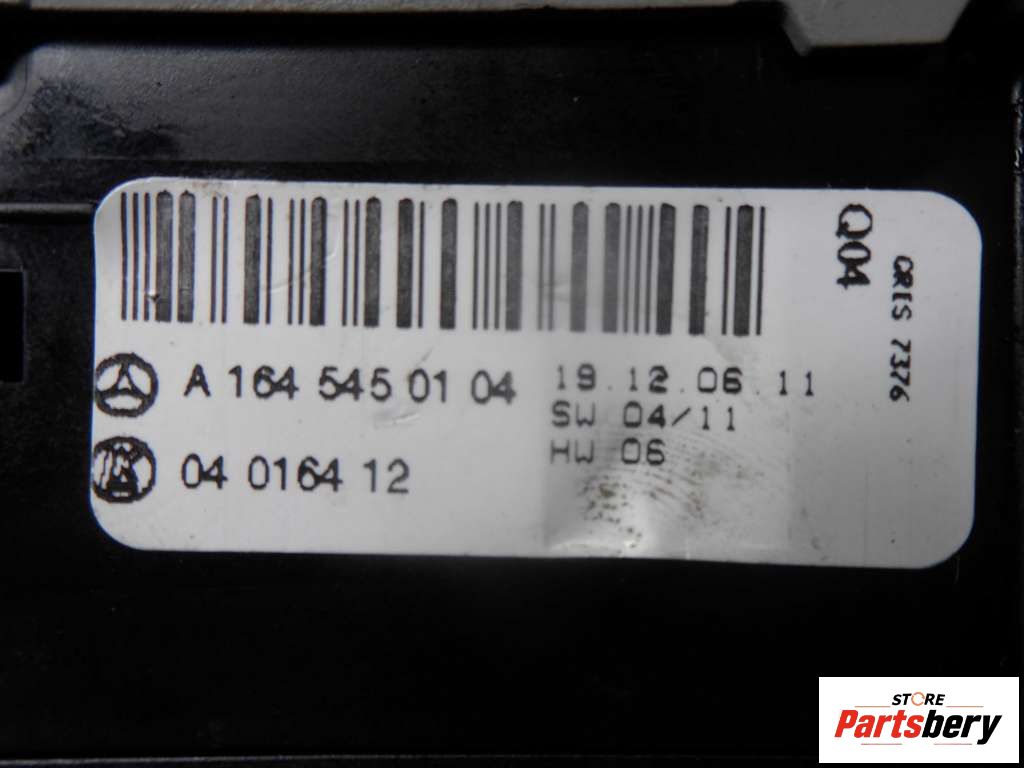 A 164 545 01 04
19.12.06 11
SW 04/11
HW 06
04 0164 12
Q04
CRIS 7376
STORE
Partsbery